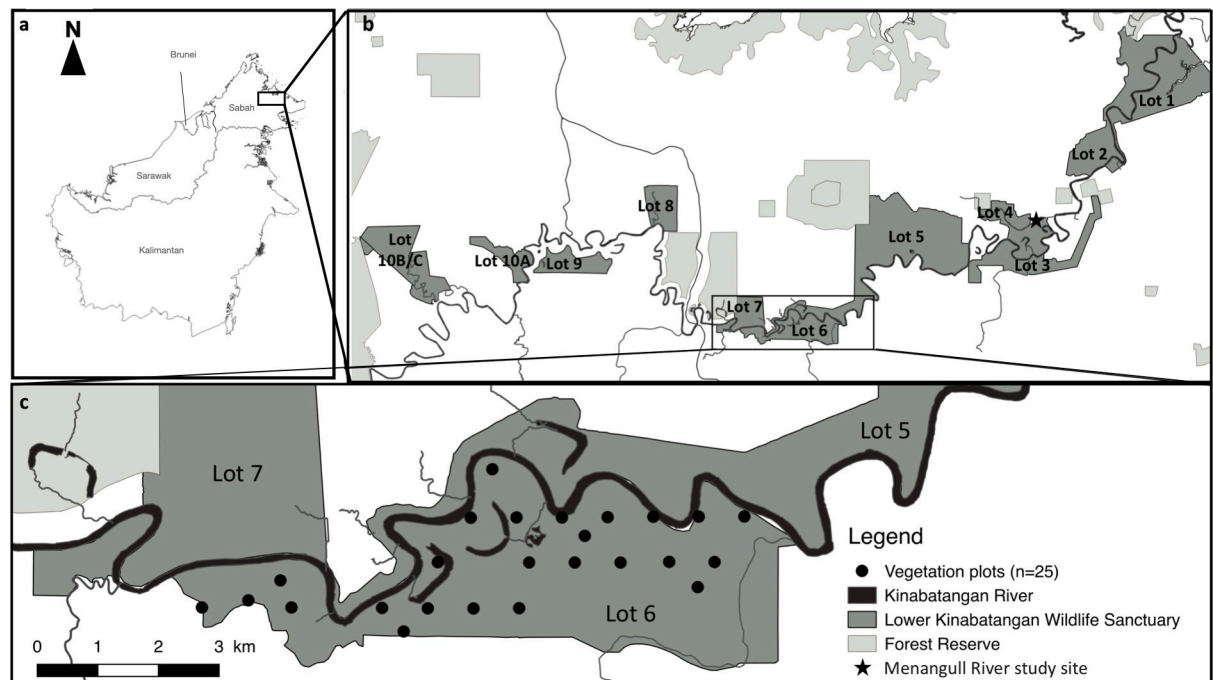 a
N
Brunei
Sabah
Sarawak
Kalimantan
b
Lot 1
Lot 2
Lot 8
Lot 4
Lot 5
Lot
10B/C
Lot 10A
Lot 9
Lot 3
Lot 7
Lot 6
c
Lot 5
Lot 7
Lot 6
Legend
Vegetation plots (n=25)
Kinabatangan River
Lower Kinabatangan Wildlife Sanctuary
Forest Reserve
Menangull River study site
0 1 2 3 km